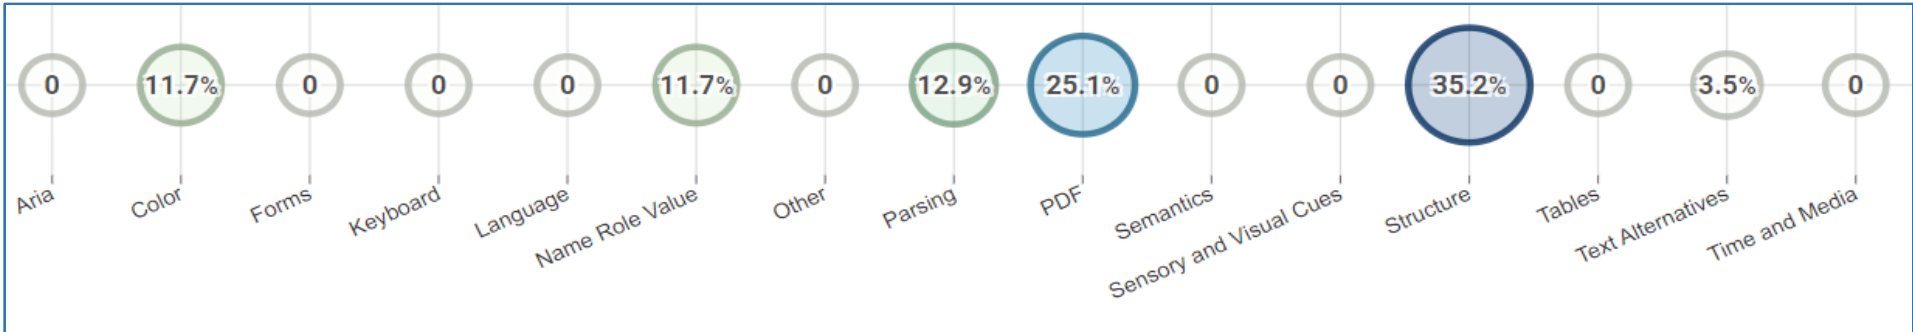 0
11.7%
0
0
0
11.7%
0
12.9%
25.1%
0
0
35.2%
0
3.5%
0
Aria
Color
Forms
Keyboard
Language
Name Role Value
Other
Parsing
PDF
Semantics
Sensory and Visual Cues
Structure
Tables
Text Alternatives
Time and Media